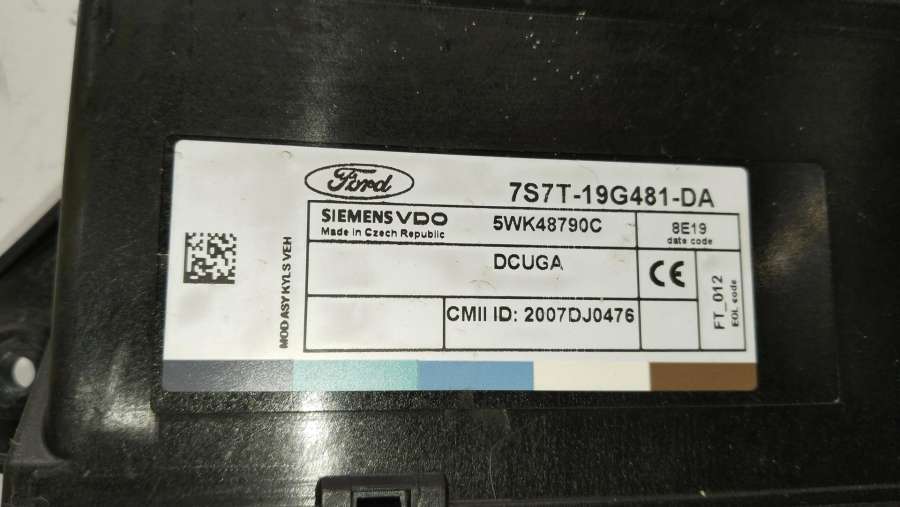 Ford
7S7T-19G481-DA
SIEMENS VDO
Made in Czech Republic
5WK48790C
8E19
date code
DCUGA
CE
CMII ID: 2007DJ0476
FT_012
EOL code
MOD ASY KYLS VEH